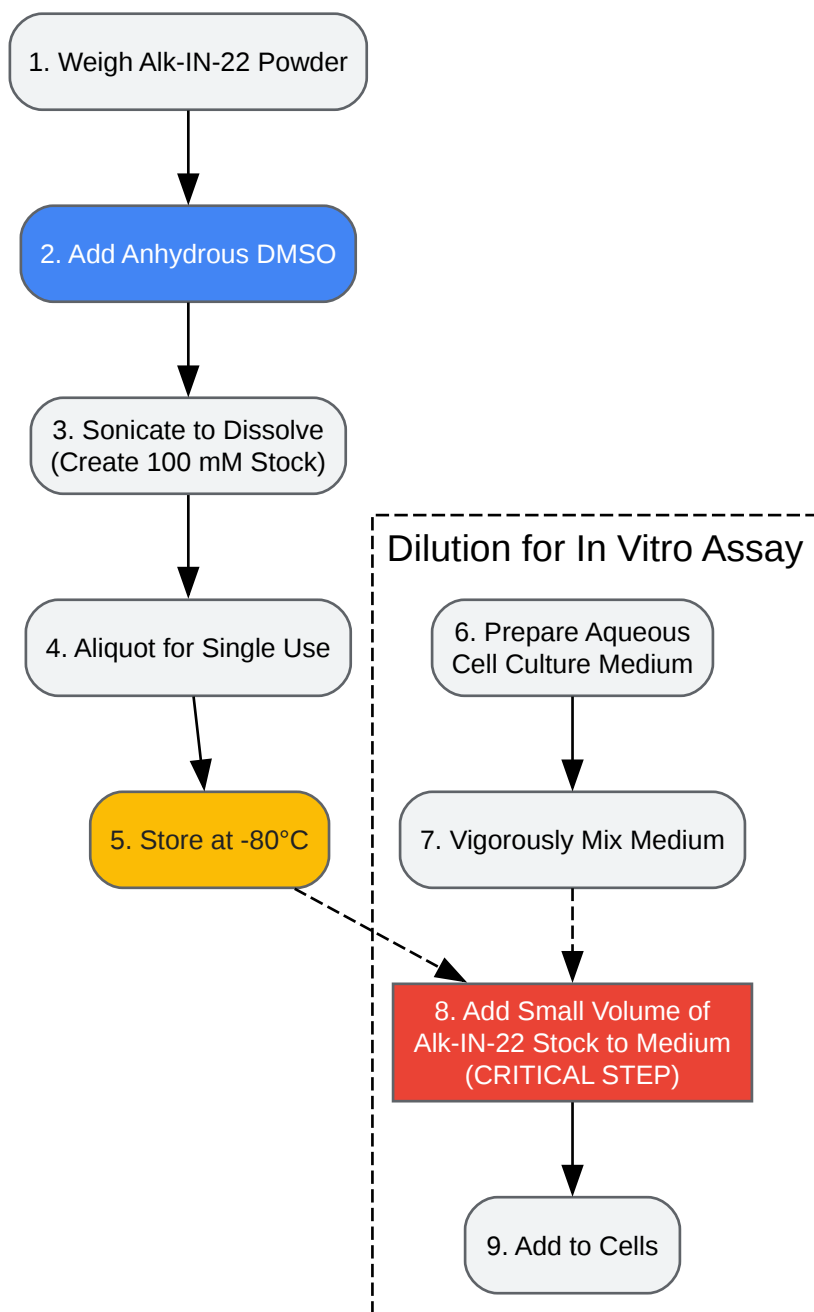 1. Weigh Alk-IN-22 Powder
2. Add Anhydrous DMSO
3. Sonicate to Dissolve
(Create 100 mM Stock)
4. Aliquot for Single Use
5. Store at -80°C
Dilution for In Vitro Assay
6. Prepare Aqueous
Cell Culture Medium
7. Vigorously Mix Medium
8. Add Small Volume of
Alk-IN-22 Stock to Medium
(CRITICAL STEP)
9. Add to Cells